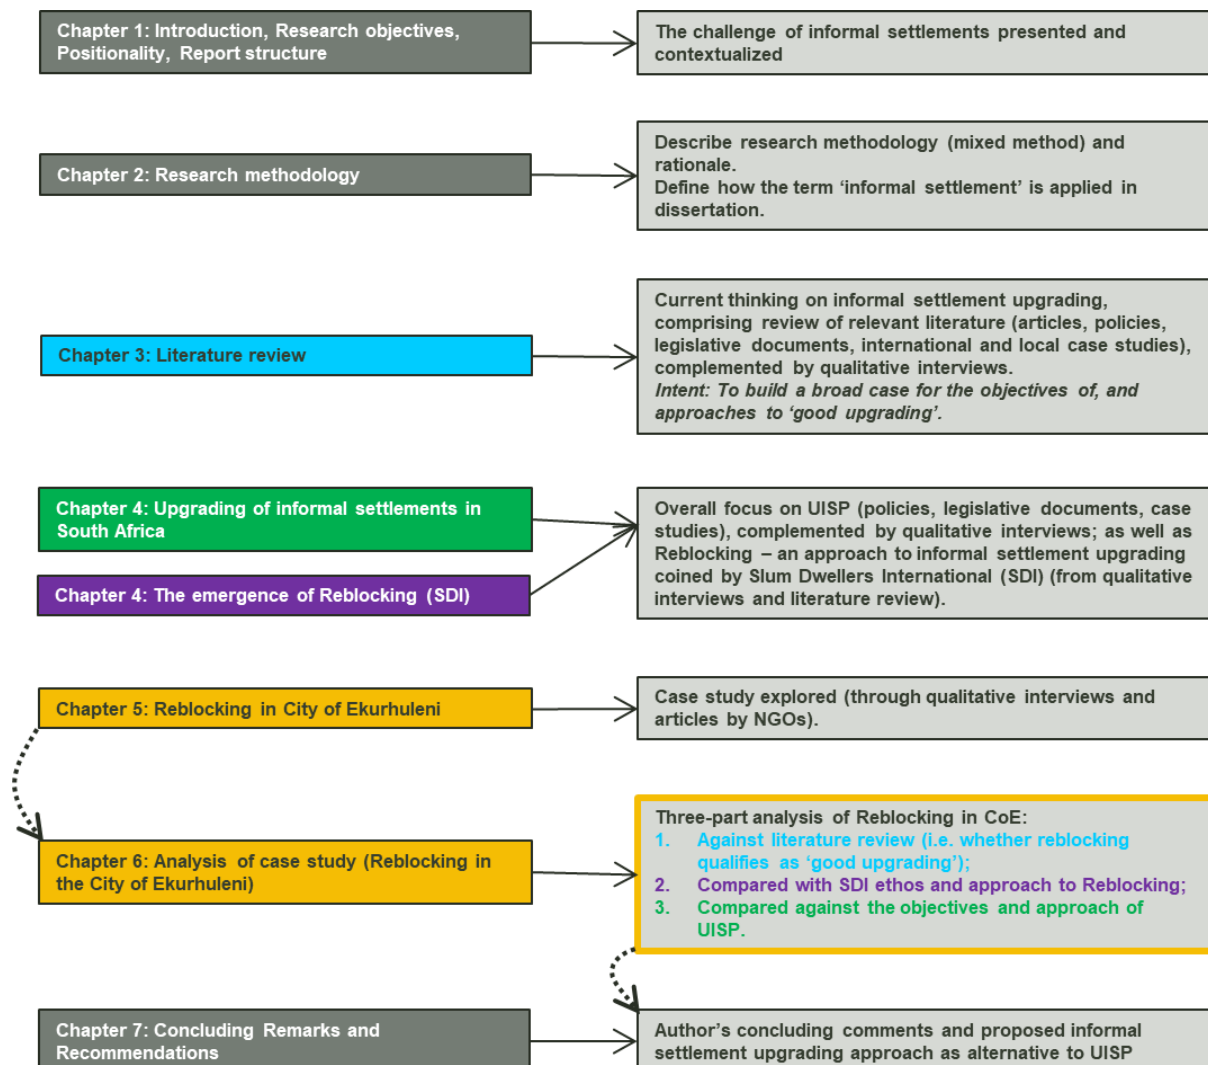 Chapter 1: Introduction, Research objectives,
Positionality, Report structure
The challenge of informal settlements presented and
contextualized
Chapter 2: Research methodology
Describe research methodology (mixed method) and
rationale.
Define how the term ‘informal settlement’ is applied in
dissertation.
Chapter 3: Literature review
Current thinking on informal settlement upgrading,
comprising review of relevant literature (articles, policies,
legislative documents, international and local case studies),
complemented by qualitative interviews.
Intent: To build a broad case for the objectives of, and
approaches to ‘good upgrading’.
Chapter 4: Upgrading of informal settlements in
South Africa
Chapter 4: The emergence of Reblocking (SDI)
Overall focus on UISP (policies, legislative documents, case
studies), complemented by qualitative interviews; as well as
Reblocking – an approach to informal settlement upgrading
coined by Slum Dwellers International (SDI) (from qualitative
interviews and literature review).
Chapter 5: Reblocking in City of Ekurhuleni
Case study explored (through qualitative interviews and
articles by NGOs).
Chapter 6: Analysis of case study (Reblocking in
the City of Ekurhuleni)
Three-part analysis of Reblocking in CoE:
1. Against literature review (i.e. whether reblocking
qualifies as ‘good upgrading’);
2. Compared with SDI ethos and approach to Reblocking;
3. Compared against the objectives and approach of
UISP.
Chapter 7: Concluding Remarks and
Recommendations
Author’s concluding comments and proposed informal
settlement upgrading approach as alternative to UISP